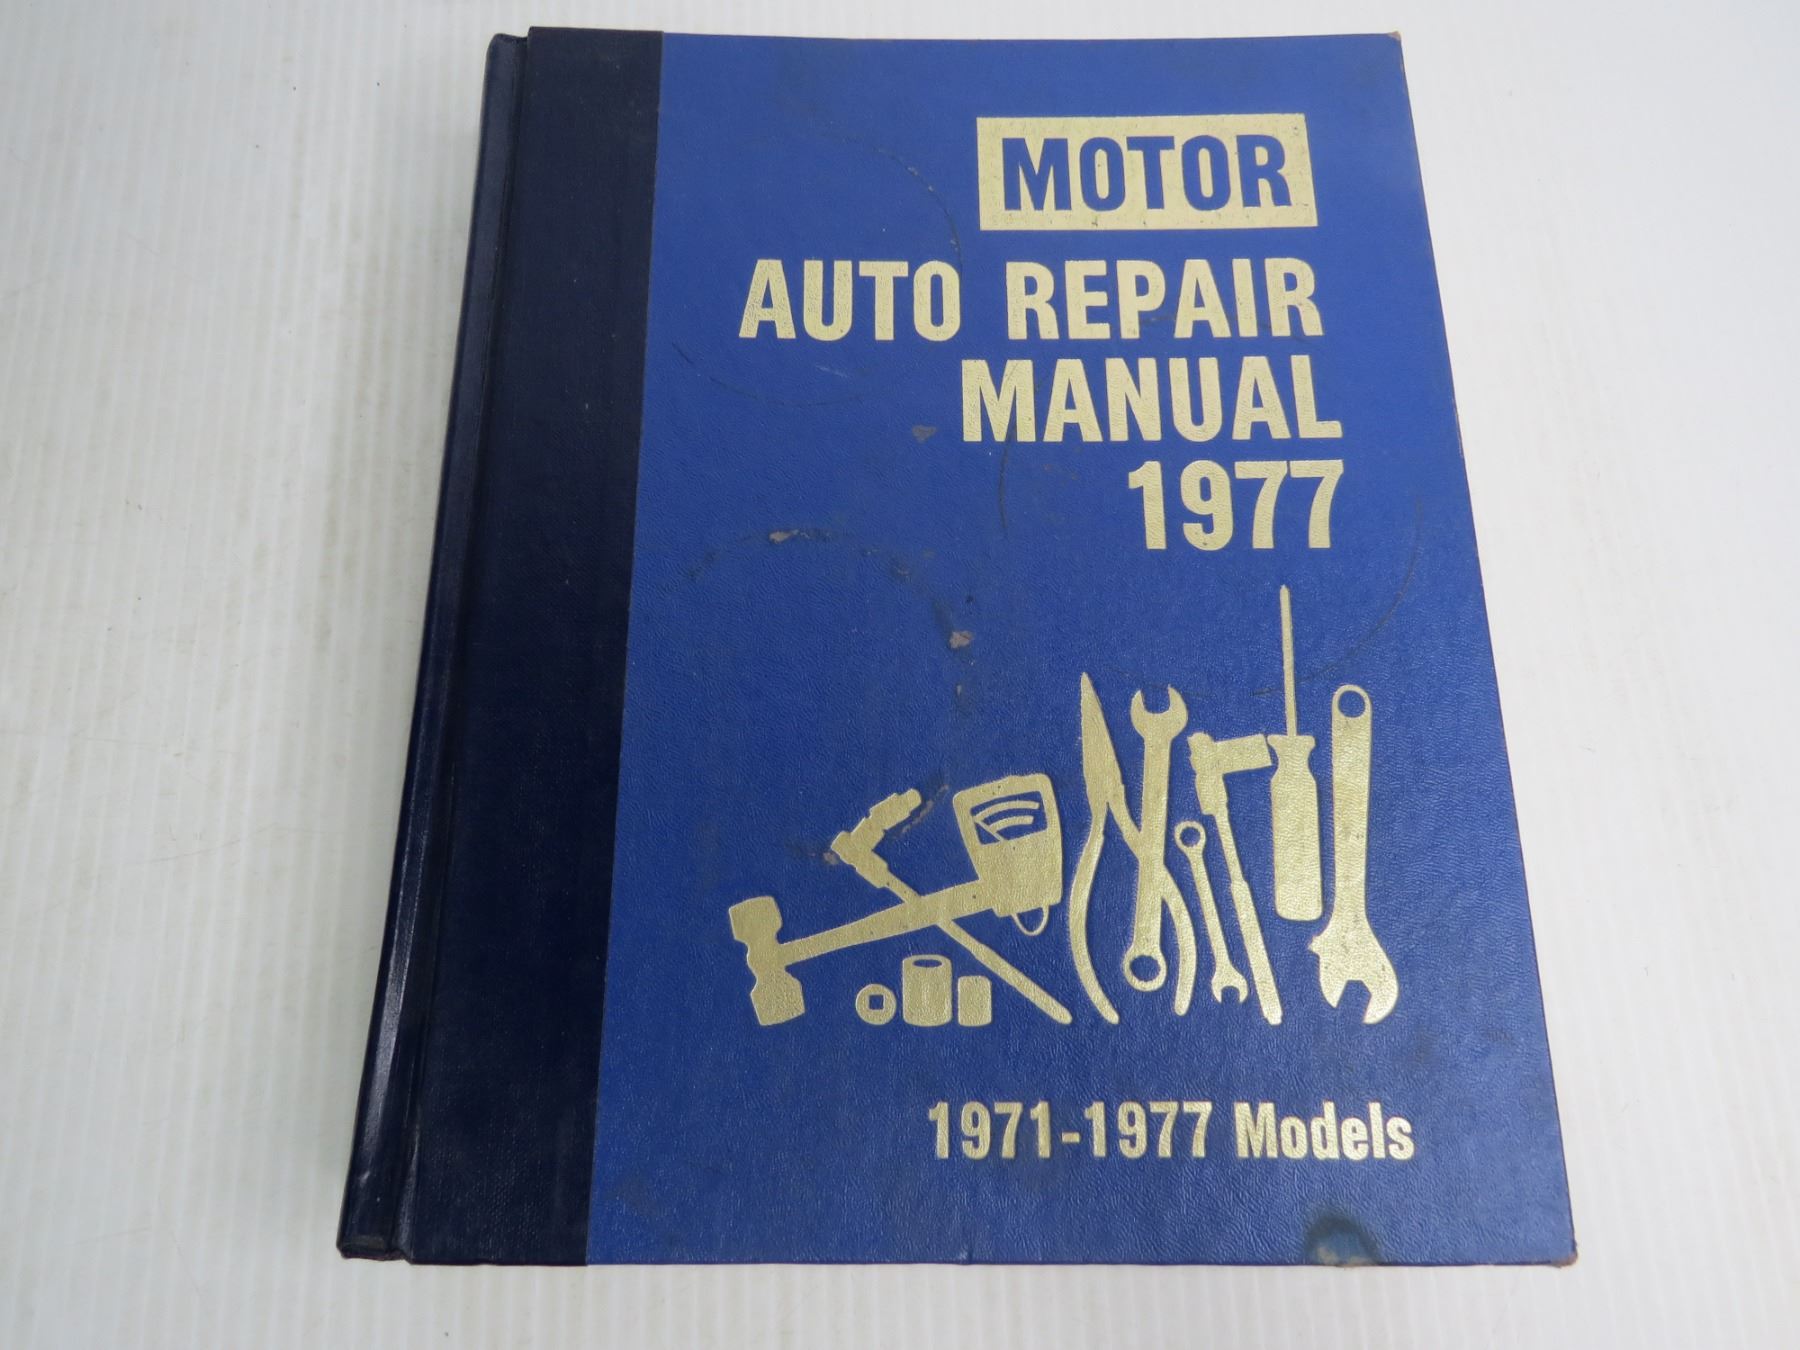 MOTOR
AUTO REPAIR
MANUAL
1977
1971-1977 Models